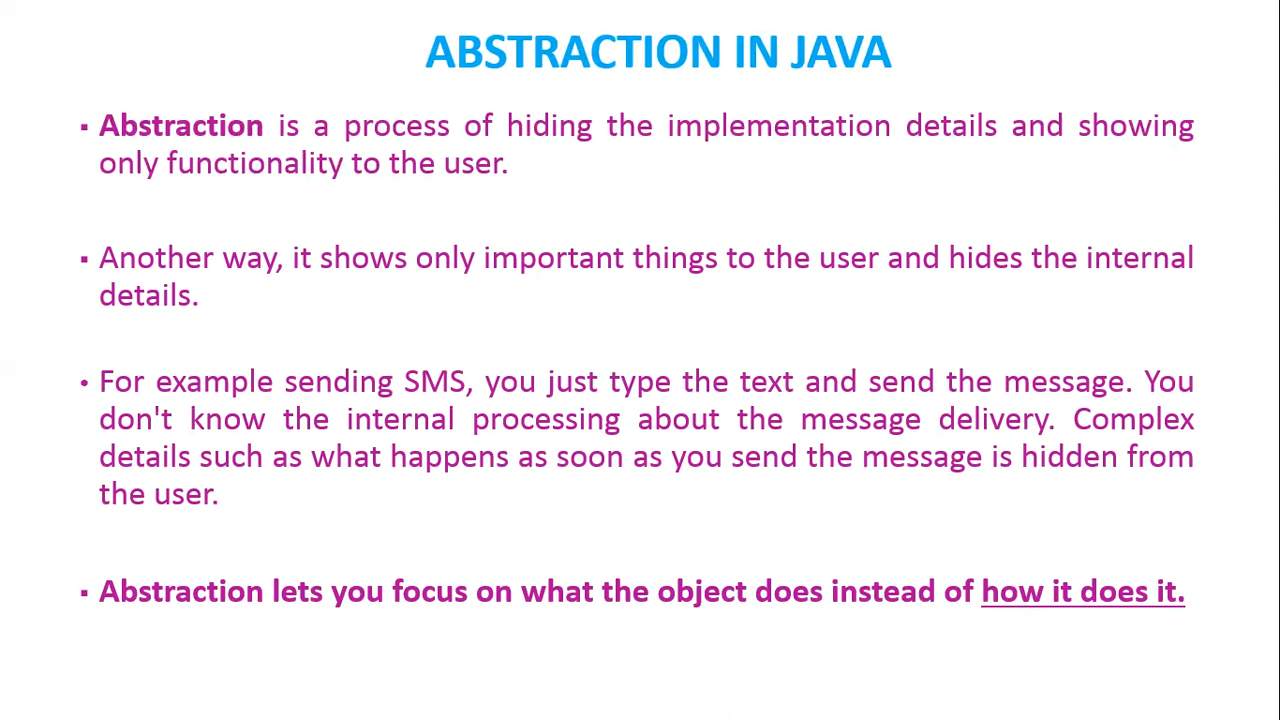 ABSTRACTION IN JAVA
▪ Abstraction is a process of hiding the implementation details and showing
only functionality to the user.
▪ Another way, it shows only important things to the user and hides the internal
details.
• For example sending SMS, you just type the text and send the message. You
don't know the internal processing about the message delivery. Complex
details such as what happens as soon as you send the message is hidden from
the user.
▪ Abstraction lets you focus on what the object does instead of how it does it.